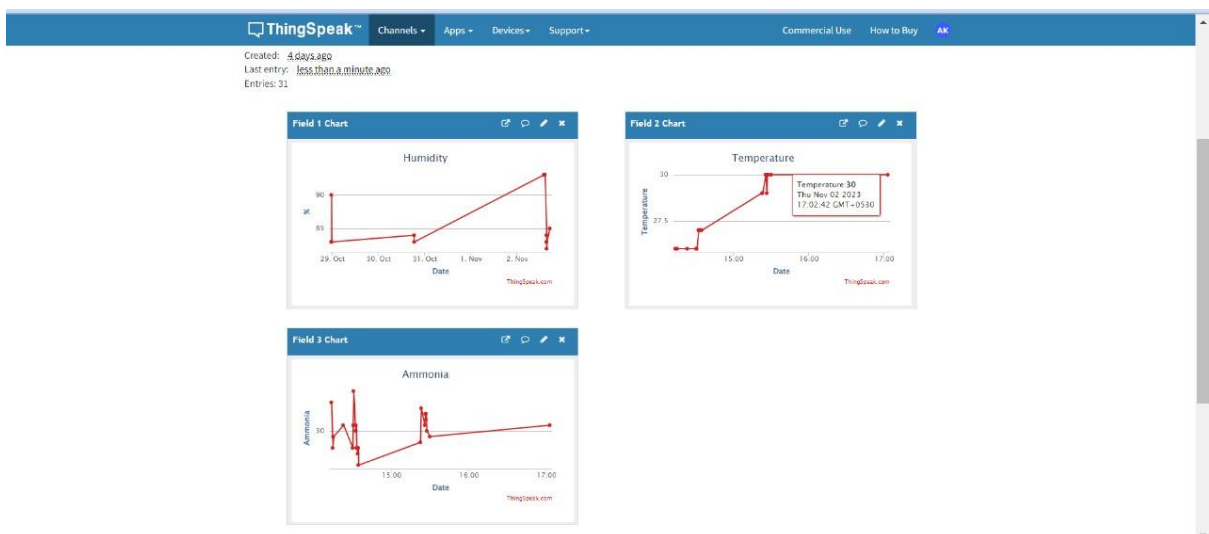 ThingSpeak™ Channels Apps Devices Support Commercial Use How to Buy AK
Created: 4 days ago
Last entry: less than a minute ago
Entries: 31
Field 1 Chart
Humidity
%
90
85
29. Oct 30. Oct 31. Oct 1. Nov 2. Nov
Date
ThingSpeak.com
Field 2 Chart
Temperature
Temperature
30
27.5
Temperature 30
Thu Nov 02 2023
17:02:42 GMT+0530
15:00 16:00 17:00
Date
ThingSpeak.com
Field 3 Chart
Ammonia
Ammonia
30
15:00 16:00 17:00
Date
ThingSpeak.com